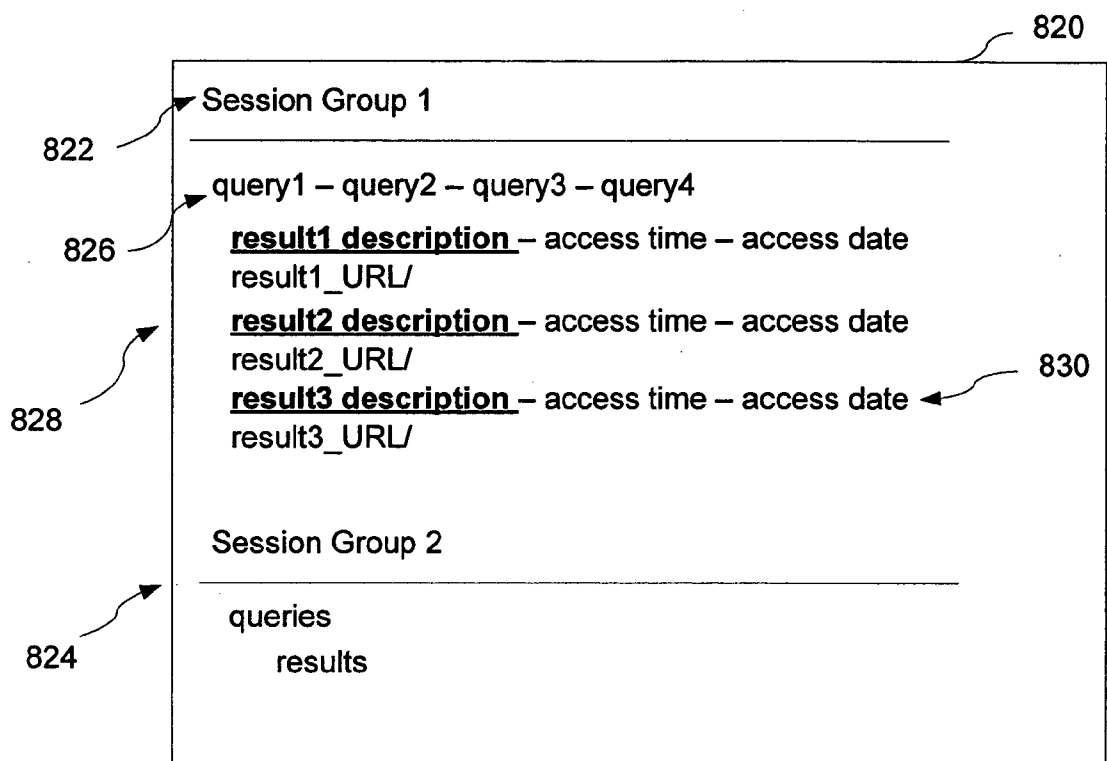 820
Session Group 1
822
query1 – query2 – query3 – query4
826
result1 description – access time – access date
result1_URL/
result2 description – access time – access date
result2_URL/
830
result3 description – access time – access date
828
result3_URL/
Session Group 2
824
queries
results